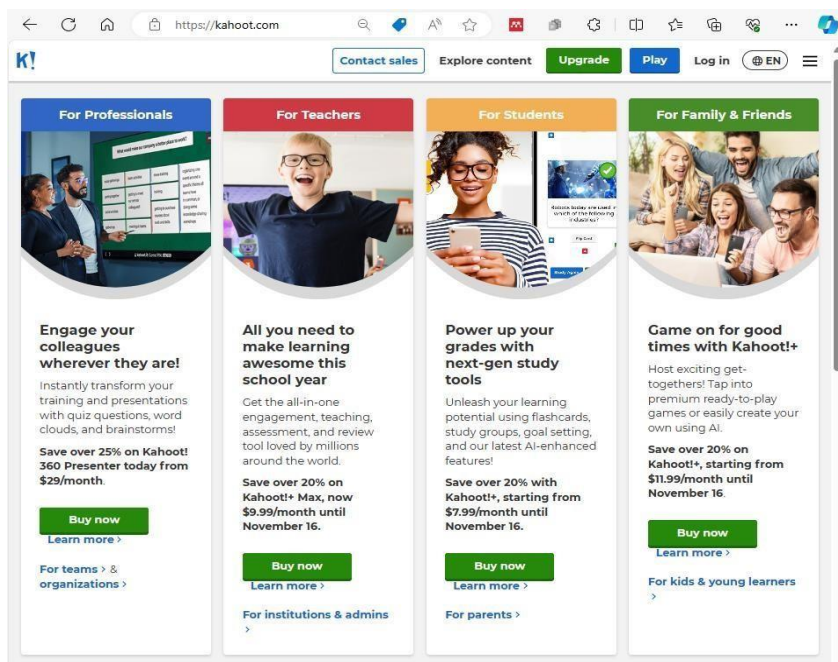 https://kahoot.com
K!
Contact sales
Explore content
Upgrade
Play
Log in
EN
For Professionals
Engage your
colleagues
wherever they are!
Instantly transform your
training and presentations
with quiz questions, word
clouds, and brainstorms!
Save over 25% on Kahoot!
360 Presenter today from
$29/month.
Buy now
Learn more >
For teams > &
organizations >
For Teachers
All you need to
make learning
awesome this
school year
Get the all-in-one
engagement, teaching,
assessment, and review
tool loved by millions
around the world.
Save over 20% on
Kahoot!+ Max, now
$9.99/month until
November 16.
Buy now
Learn more >
For institutions & admins
>
For Students
Kobots today are used in
which of the following
industries?
Power up your
grades with
next-gen study
tools
Unleash your learning
potential using flashcards,
study groups, goal setting,
and our latest AI-enhanced
features!
Save over 20% with
Kahoot!+, starting from
$7.99/month until
November 16.
Buy now
Learn more >
For parents >
For Family & Friends
Game on for good
times with Kahoot!+
Host exciting get-
togethers! Tap into
premium ready-to-play
games or easily create your
own using AI.
Save over 20% on
Kahoot!+, starting from
$11.99/month until
November 16.
Buy now
Learn more >
For kids & young learners
>